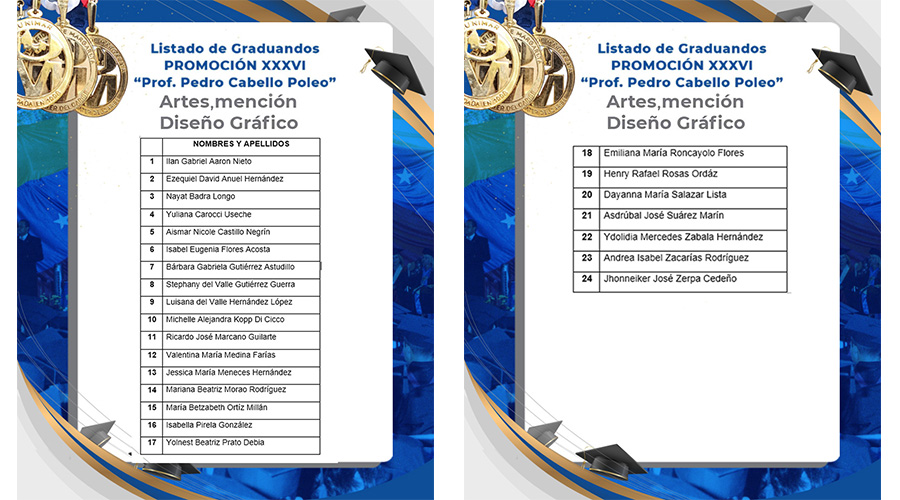 Listado de Graduandos
PROMOCIÓN XXXVI
“Prof. Pedro Cabello Poleo”
Artes,mención
Diseño Gráfico
NOMBRES Y APELLIDOS
1 Ilan Gabriel Aaron Nieto
2 Ezequiel David Anuel Hernández
3 Nayat Badra Longo
4 Yuliana Carocci Useche
5 Aismar Nicole Castillo Negrín
6 Isabel Eugenia Flores Acosta
7 Bárbara Gabriela Gutiérrez Astudillo
8 Stephany del Valle Gutiérrez Guerra
9 Luisana del Valle Hernández López
10 Michelle Alejandra Kopp Di Cicco
11 Ricardo José Marcano Guilarte
12 Valentina María Medina Farías
13 Jessica María Meneces Hernández
14 Mariana Beatriz Morao Rodríguez
15 María Betzabeth Ortíz Millán
16 Isabella Pirela González
17 Yolnest Beatriz Prato Debia
Listado de Graduandos
PROMOCIÓN XXXVI
“Prof. Pedro Cabello Poleo”
Artes,mención
Diseño Gráfico
18 Emiliana María Roncayolo Flores
19 Henry Rafael Rosas Ordáz
20 Dayanna María Salazar Lista
21 Asdrúbal José Suárez Marín
22 Ydolidia Mercedes Zabala Hernández
23 Andrea Isabel Zacarías Rodríguez
24 Jhonneiker José Zerpa Cedeño